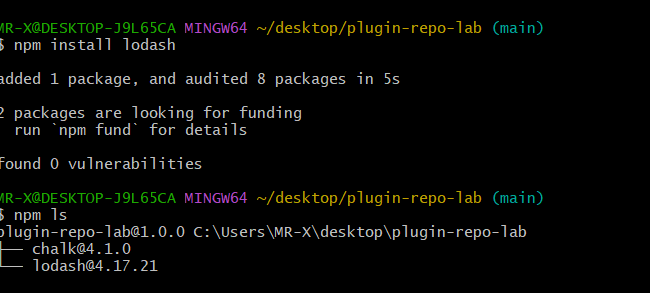 MR-X@DESKTOP-J9L65CA MINGW64 ~/desktop/plugin-repo-lab (main)
$ npm install lodash
added 1 package, and audited 8 packages in 5s
2 packages are looking for funding
run `npm fund` for details
found 0 vulnerabilities
MR-X@DESKTOP-J9L65CA MINGW64 ~/desktop/plugin-repo-lab (main)
$ npm ls
plugin-repo-lab@1.0.0 C:\Users\MR-X\desktop\plugin-repo-lab
├── chalk@4.1.0
└── lodash@4.17.21